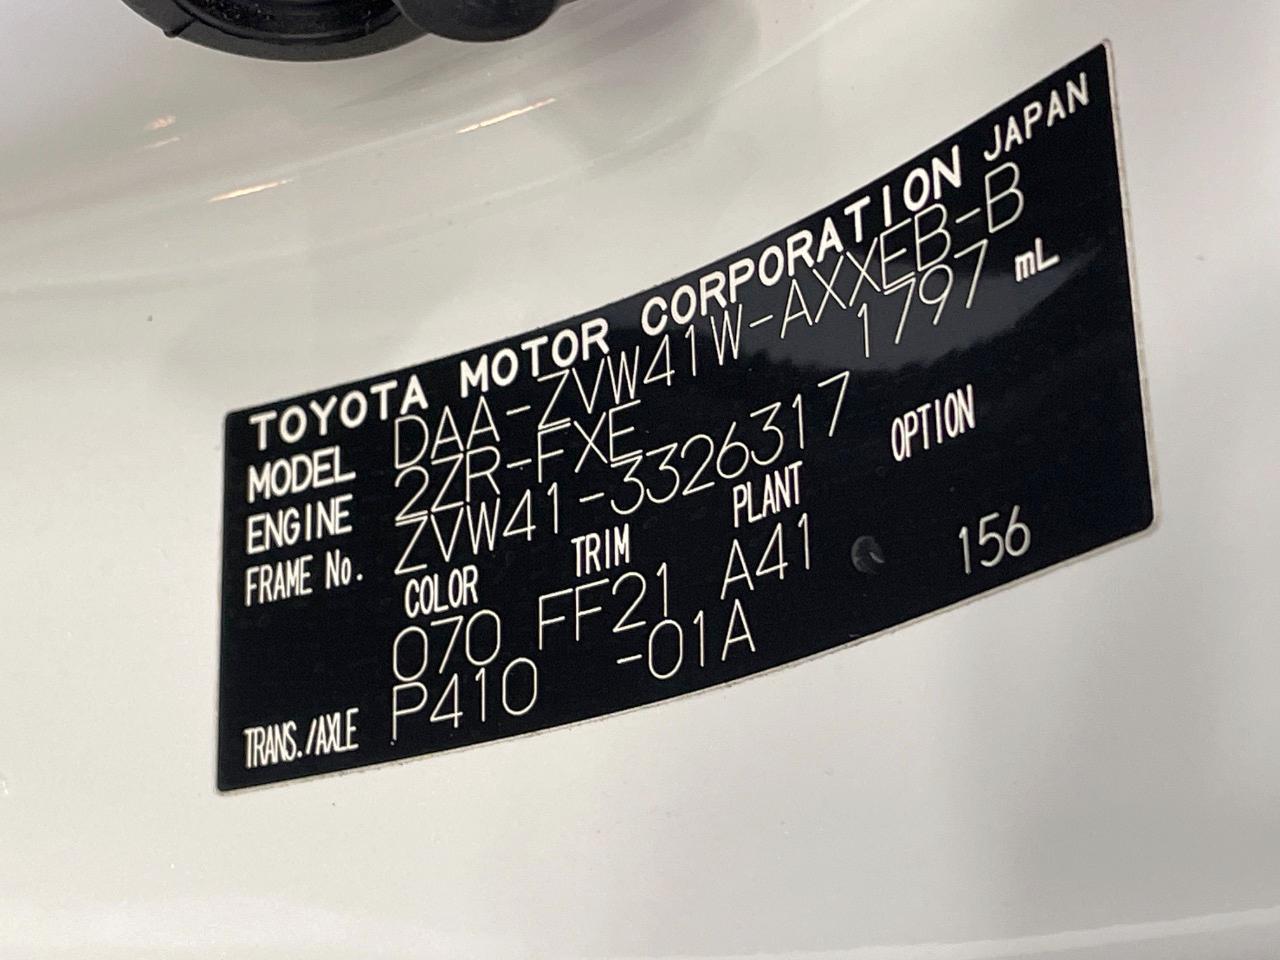 TOYOTA MOTOR CORPORATION JAPAN
MODEL DAA-ZVW41W-AXXEB-B
ENGINE 2ZR-FXE 1797 mL
FRAME No. ZVW41-3326317
COLOR TRIM PLANT OPTION
070 FF21 A41 156
TRANS./AXLE P410 -01A